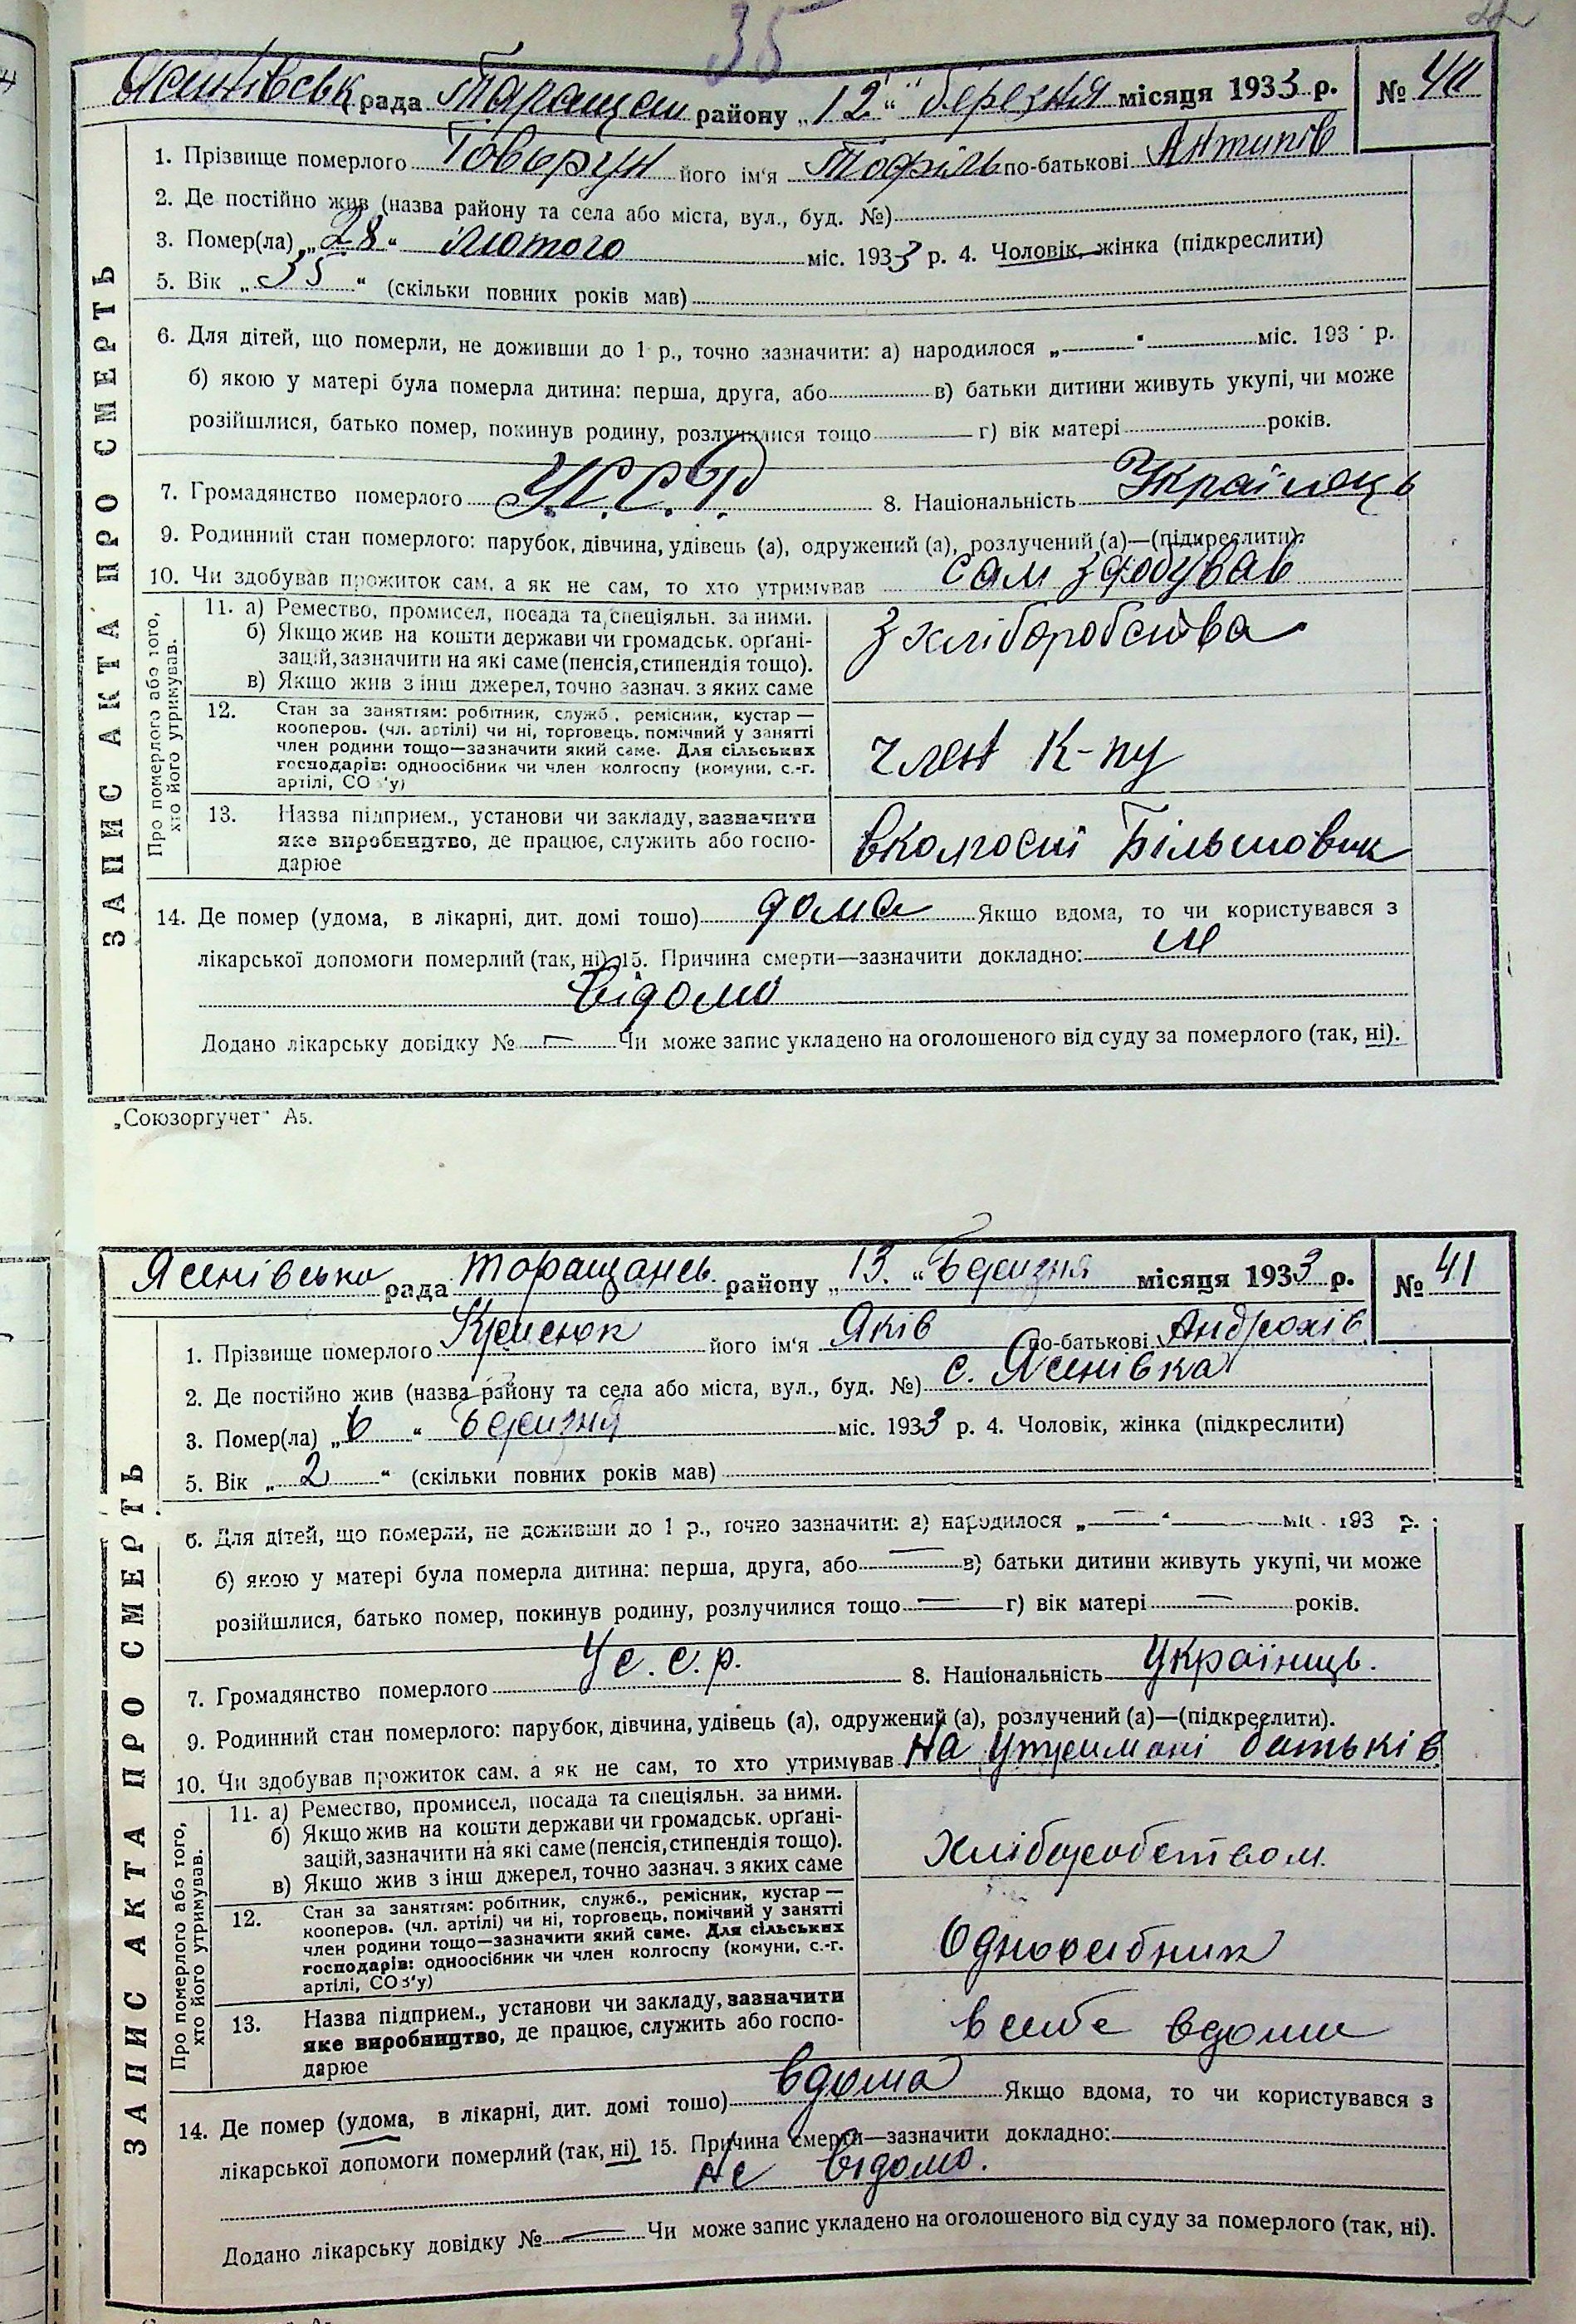 35
Ясинівськ рада Таращан району „12“ березня місяця 1933 р. № 40
ЗАПИС АКТА ПРО СМЕРТЬ
1. Прізвище померлого Говорун його ім‘я Тофіль по-батькові Антипів
2. Де постійно жив (назва району та села або міста, вул., буд. №)
3. Помер(ла) „28“ лютого міс. 1933 р. 4. Чоловік, жінка (підкреслити)
5. Вік „35“ (скільки повних років мав)
6. Для дітей, що померли, не доживши до 1 р., точно зазначити: а) народилося „—“ міс. 193 р.
б) якою у матері була померла дитина: перша, друга, або в) батьки дитини живуть укупі, чи може
розійшлися, батько помер, покинув родину, розлучилися тощо г) вік матері років.
7. Громадянство померлого У.С.С.Р. 8. Національність Українець
9. Родинний стан померлого: парубок, дівчина, удівець (а), одружений (а), розлучений (а)—(підкреслити).
10. Чи здобував прожиток сам, а як не сам, то хто утримував сам здобував
Про померлого або того, хто його утримував.
11. а) Ремество, промисел, посада та спеціяльн. за ними.
б) Якщо жив на кошти держави чи громадськ. орґані-
зацій, зазначити на які саме (пенсія, стипендія тощо).
в) Якщо жив з інш джерел, точно зазнач. з яких саме
з хліборобства
12. Стан за заняттям: робітник, служб., ремісник, кустар —
кооперов. (чл. артілі) чи ні, торговець, помічний у занятті
член родини тощо—зазначити який саме. Для сільських
господарів: одноосібник чи член колгоспу (комуни, с.-г.
артілі, СОЗ‘у)
член к-пу
13. Назва підприєм., установи чи закладу, зазначити
яке виробництво, де працює, служить або госпо-
дарює
вколгоспі Більшовик
14. Де помер (удома, в лікарні, дит. домі тошо) дома Якщо вдома, то чи користувався з
лікарської допомоги померлий (так, ні) 15. Причина смерти—зазначити докладно: не
відомо
Додано лікарську довідку № — Чи може запис укладено на оголошеного від суду за померлого (так, ні).
„Союзоргучет“ А5.
Ясенівсько рада Торащансь. району „13.“ Березня місяця 1933 р. № 41
ЗАПИС АКТА ПРО СМЕРТЬ
1. Прізвище померлого його ім‘я Яків по-батькові
2. Де постійно жив (назва району та села або міста, вул., буд. №) с. Ясенівка
3. Помер(ла) „6“ Березня міс. 1933 р. 4. Чоловік, жінка (підкреслити)
5. Вік „2“ (скільки повних років мав)
6. Для дітей, що померли, не доживши до 1 р., точно зазначити: а) народилося „—“ — міс. 193 р.
б) якою у матері була померла дитина: перша, друга, або — в) батьки дитини живуть укупі, чи може
розійшлися, батько помер, покинув родину, розлучилися тощо — г) вік матері — років.
7. Громадянство померлого Ус.с.р. 8. Національність Україниць.
9. Родинний стан померлого: парубок, дівчина, удівець (а), одружений (а), розлучений (а)—(підкреслити).
10. Чи здобував прожиток сам, а як не сам, то хто утримував На утримані батьків
Про померлого або того, хто його утримував.
11. а) Ремество, промисел, посада та спеціяльн. за ними.
б) Якщо жив на кошти держави чи громадськ. орґані-
зацій, зазначити на які саме (пенсія, стипендія тощо).
в) Якщо жив з інш джерел, точно зазнач. з яких саме
Хліборобством.
12. Стан за заняттям: робітник, служб., ремісник, кустар —
кооперов. (чл. артілі) чи ні, торговець, помічний у занятті
член родини тощо—зазначити який саме. Для сільських
господарів: одноосібник чи член колгоспу (комуни, с.-г.
артілі, СОЗ‘у)
Одноосібник
13. Назва підприєм., установи чи закладу, зазначити
яке виробництво, де працює, служить або госпо-
дарює
в себе вдоми
14. Де помер (удома, в лікарні, дит. домі тошо) вдома Якщо вдома, то чи користувався з
лікарської допомоги померлий (так, ні) 15. Причина смерти—зазначити докладно:
не відомо.
Додано лікарську довідку № — Чи може запис укладено на оголошеного від суду за померлого (так, ні).